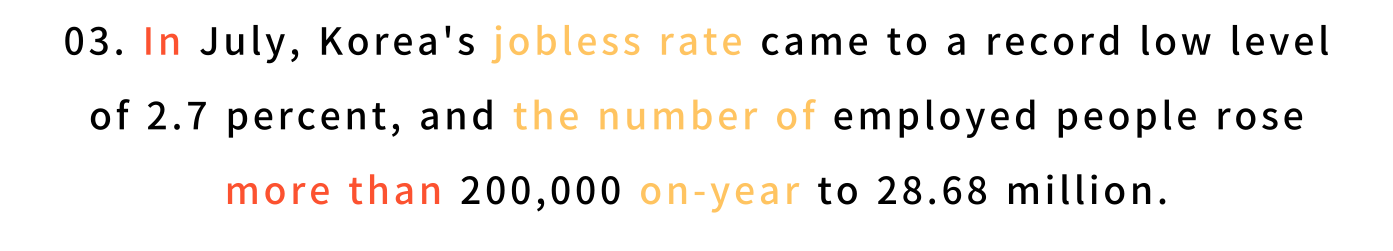 03. In July, Korea's jobless rate came to a record low level
of 2.7 percent, and the number of employed people rose
more than 200,000 on-year to 28.68 million.